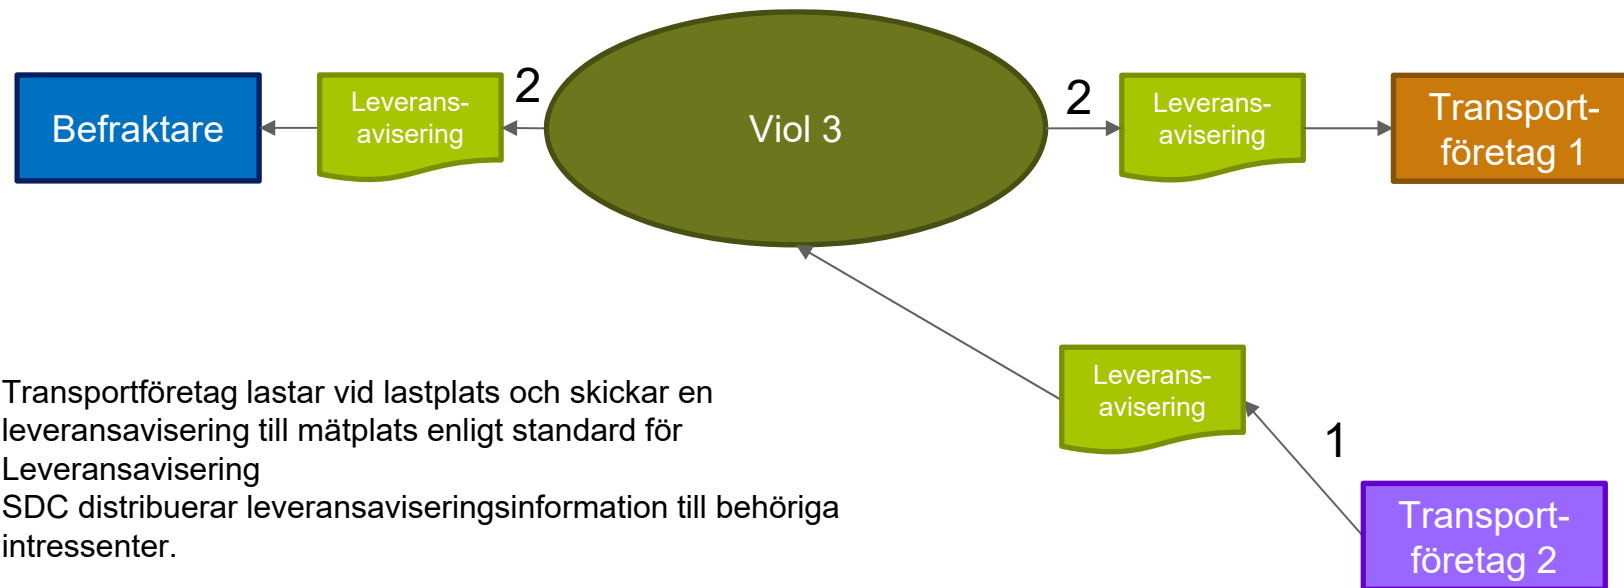 Befraktare
Leverans-
avisering
2
Viol 3
2
Leverans-
avisering
Transport-
företag 1
Transportföretag lastar vid lastplats och skickar en
leveransavisering till mätplats enligt standard för
Leveransavisering
SDC distribuerar leveransaviseringsinformation till behöriga
intressenter.
Leverans-
avisering
1
Transport-
företag 2